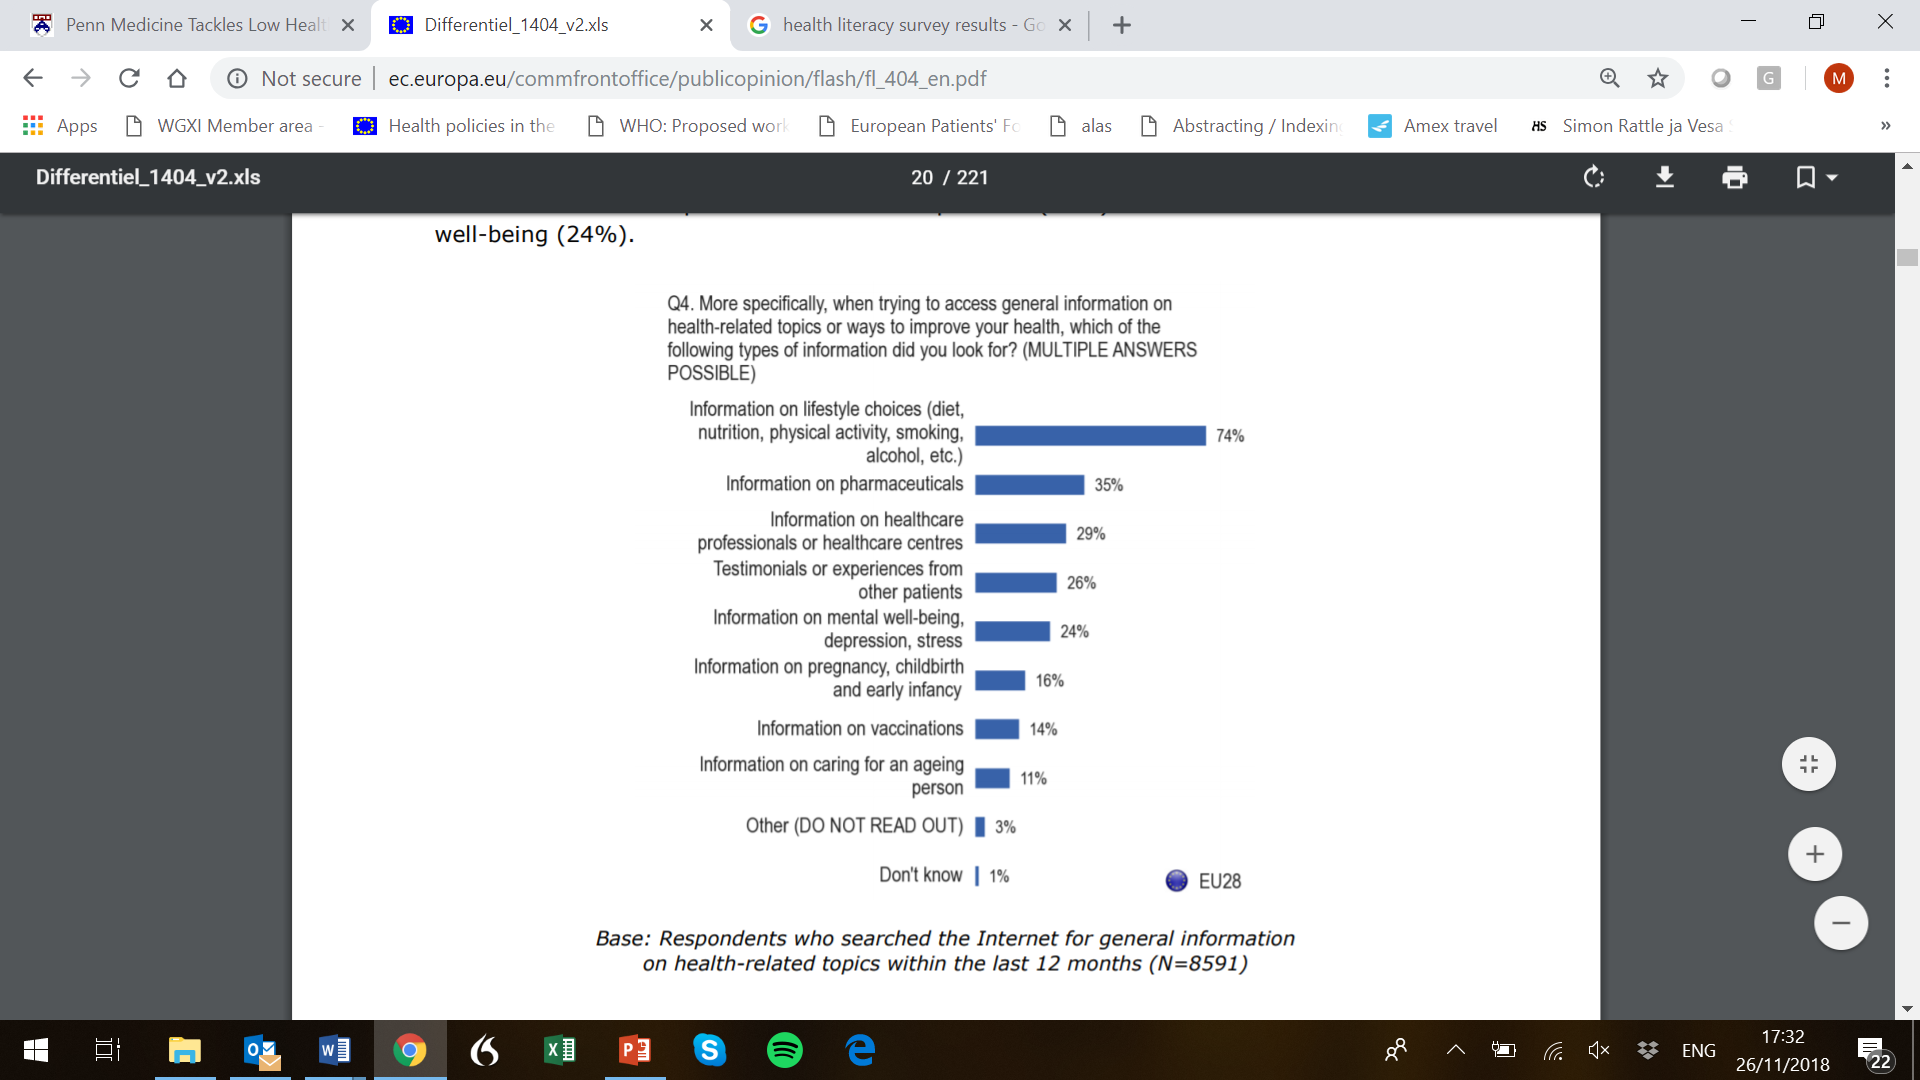 Penn Medicine Tackles Low Healt
Differentiel_1404_v2.xls
health literacy survey results - Go
Not secure
ec.europa.eu/commfrontoffice/publicopinion/flash/fl_404_en.pdf
G
M
Apps
WGXI Member area -
Health policies in the
WHO: Proposed work
European Patients' Fo
alas
Abstracting / Indexin
Amex travel
HS
Simon Rattle ja Vesa S
»
Differentiel_1404_v2.xls
20 / 221
well-being (24%).
Q4. More specifically, when trying to access general information on
health-related topics or ways to improve your health, which of the
following types of information did you look for? (MULTIPLE ANSWERS
POSSIBLE)
Information on lifestyle choices (diet,
nutrition, physical activity, smoking,
alcohol, etc.)
74%
Information on pharmaceuticals
35%
Information on healthcare
professionals or healthcare centres
29%
Testimonials or experiences from
other patients
26%
Information on mental well-being,
depression, stress
24%
Information on pregnancy, childbirth
and early infancy
16%
Information on vaccinations
14%
Information on caring for an ageing
person
11%
Other (DO NOT READ OUT)
3%
Don't know
1%
EU28
Base: Respondents who searched the Internet for general information
on health-related topics within the last 12 months (N=8591)
ENG
17:32
26/11/2018
22